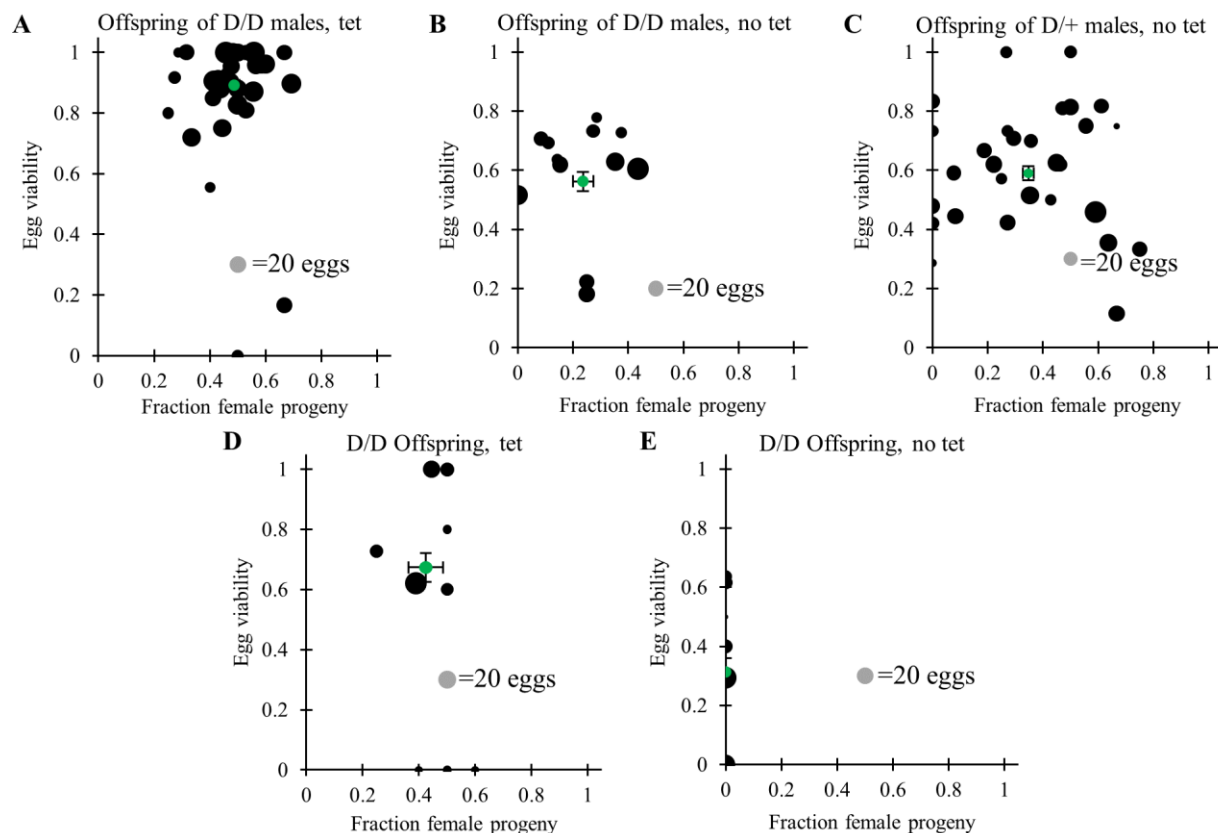 A
Offspring of D/D males, tet
Egg viability
1
0.8
0.6
0.4
0.2
0
=20 eggs
0 0.2 0.4 0.6 0.8 1
Fraction female progeny
B
Offspring of D/D males, no tet
Egg viability
1
0.8
0.6
0.4
0.2
0
=20 eggs
0 0.2 0.4 0.6 0.8 1
Fraction female progeny
C
Offspring of D/+ males, no tet
Egg viability
1
0.8
0.6
0.4
0.2
0
=20 eggs
0 0.2 0.4 0.6 0.8 1
Fraction female progeny
D
D/D Offspring, tet
Egg viability
1
0.8
0.6
0.4
0.2
0
=20 eggs
0 0.2 0.4 0.6 0.8 1
Fraction female progeny
E
D/D Offspring, no tet
Egg viability
1
0.8
0.6
0.4
0.2
0
=20 eggs
0 0.2 0.4 0.6 0.8 1
Fraction female progeny